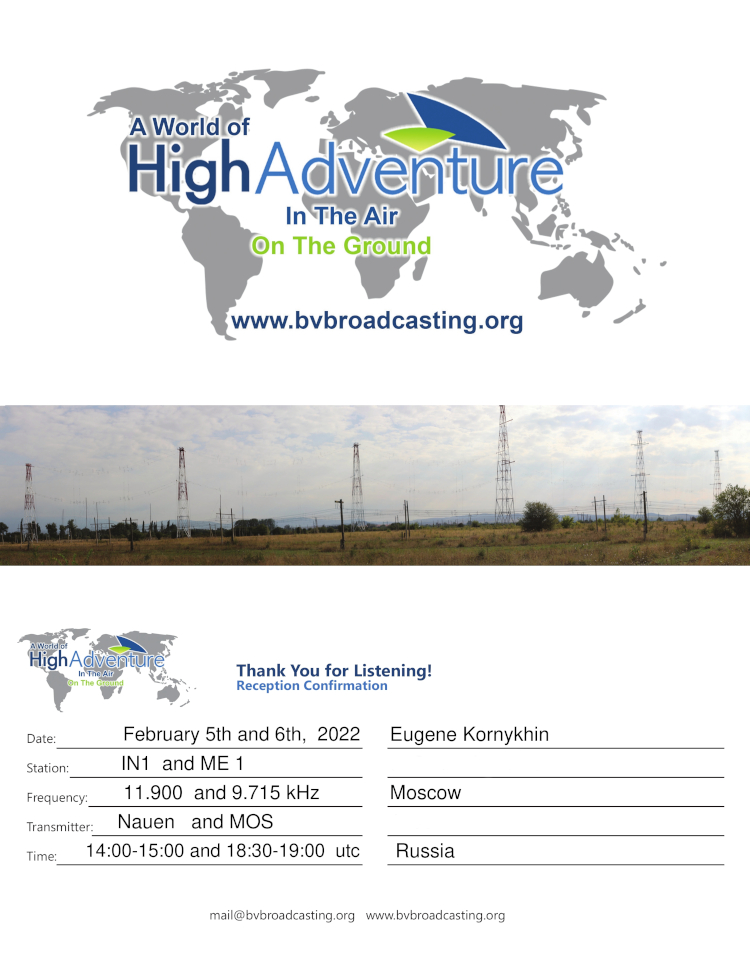 A World of
HighAdventure
In The Air
On The Ground
www.bvbroadcasting.org
A World of
HighAdventure
In The Air
On The Ground
Thank You for Listening!
Reception Confirmation
Date: February 5th and 6th, 2022 Eugene Kornykhin
Station: IN1 and ME 1
Frequency: 11.900 and 9.715 kHz Moscow
Transmitter: Nauen and MOS
Time: 14:00-15:00 and 18:30-19:00 utc Russia
mail@bvbroadcasting.org www.bvbroadcasting.org